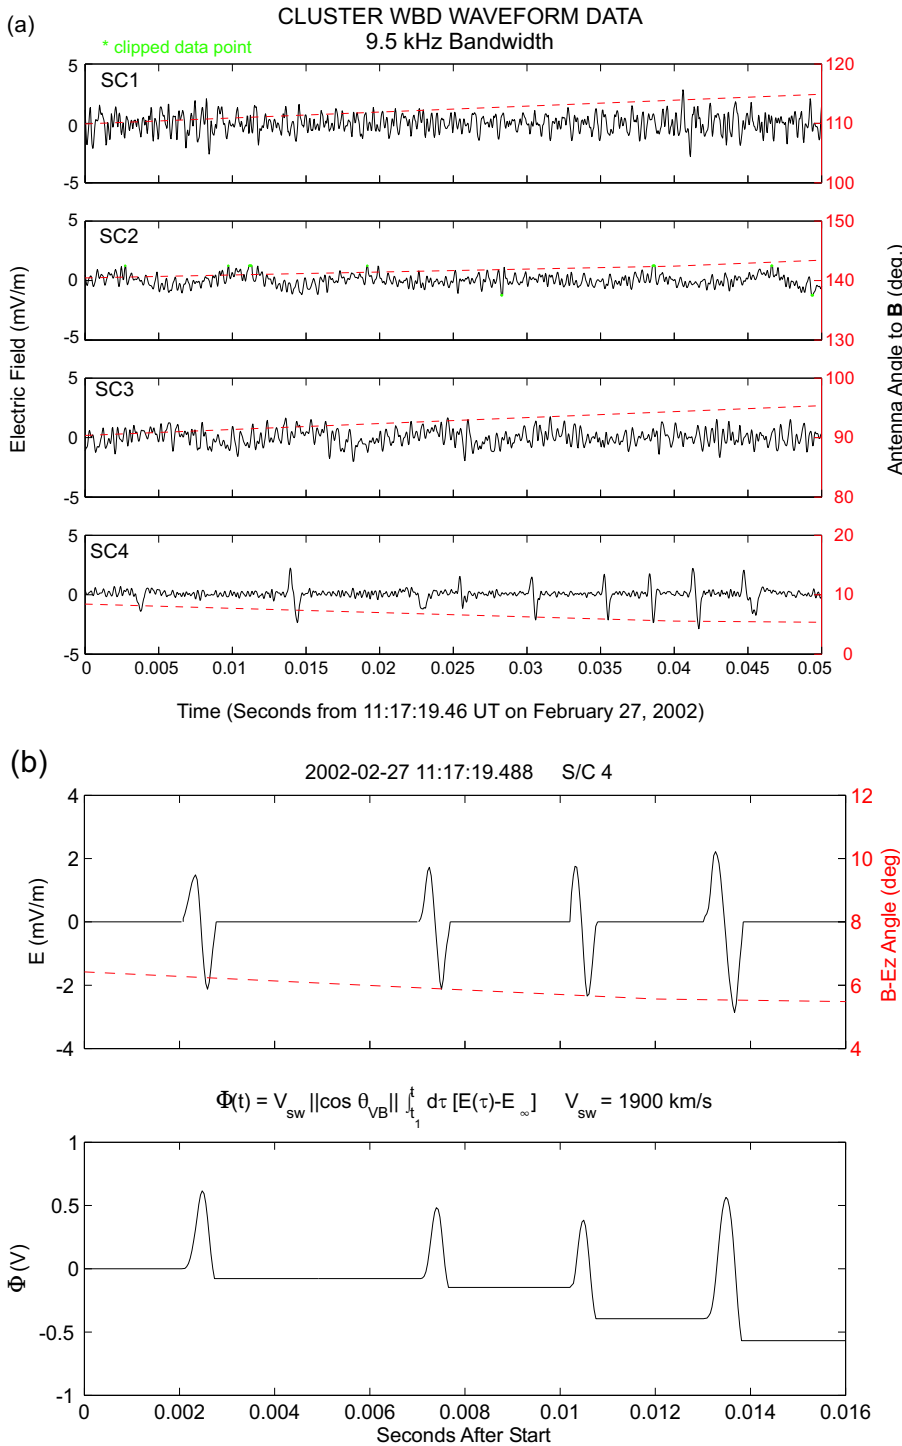 (a)
CLUSTER WBD WAVEFORM DATA
9.5 kHz Bandwidth
* clipped data point
SC1
5
0
-5
120
110
100
SC2
5
0
-5
150
140
130
SC3
5
0
-5
100
90
80
SC4
5
0
-5
20
10
0
Electric Field (mV/m)
Antenna Angle to B (deg.)
0 0.005 0.01 0.015 0.02 0.025 0.03 0.035 0.04 0.045 0.05
Time (Seconds from 11:17:19.46 UT on February 27, 2002)
(b)
2002-02-27 11:17:19.488 S/C 4
4
2
0
-2
-4
E (mV/m)
12
10
8
6
4
B-Ez Angle (deg)
Φ(t) = V_sw ||cos θ_VB|| ∫_t₁^t dτ [E(τ)-E_∞] V_sw = 1900 km/s
1
0.5
0
-0.5
-1
Φ (V)
0 0.002 0.004 0.006 0.008 0.01 0.012 0.014 0.016
Seconds After Start